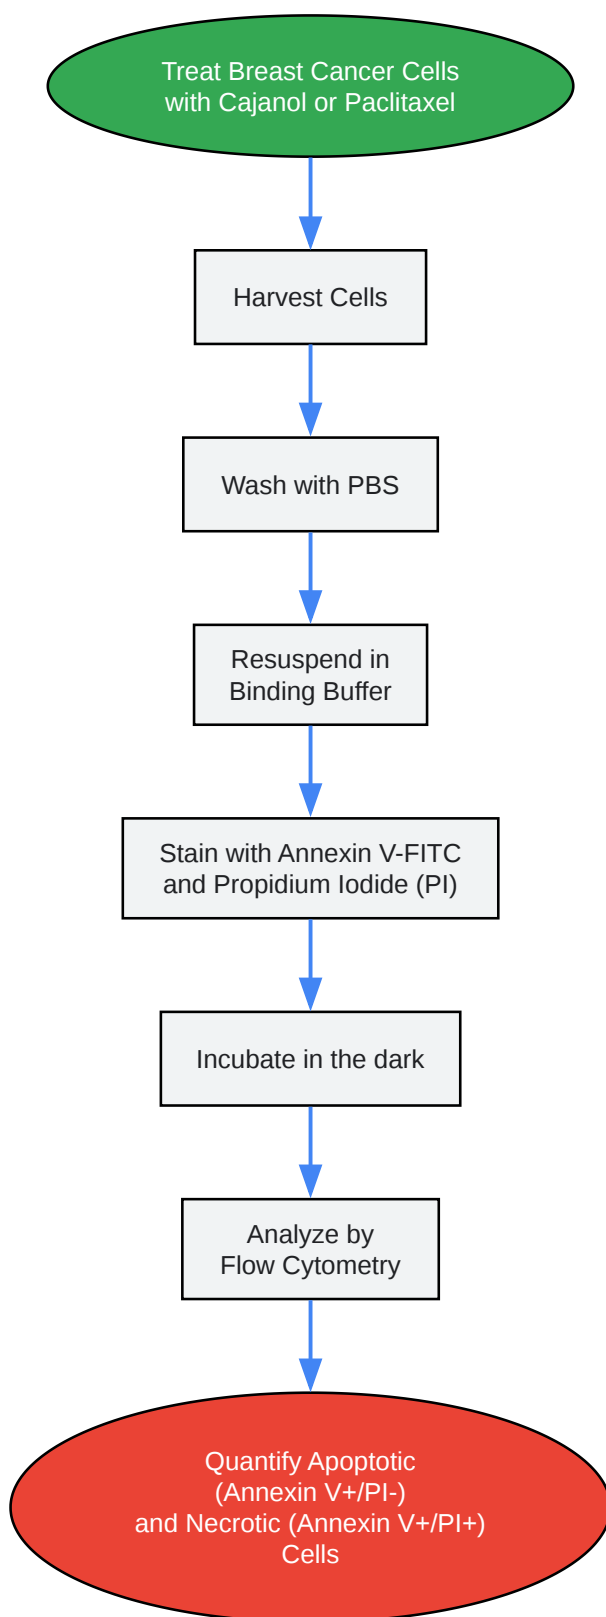 Treat Breast Cancer Cells
with Cajanol or Paclitaxel
Harvest Cells
Wash with PBS
Resuspend in
Binding Buffer
Stain with Annexin V-FITC
and Propidium Iodide (PI)
Incubate in the dark
Analyze by
Flow Cytometry
Quantify Apoptotic
(Annexin V+/PI-)
and Necrotic (Annexin V+/PI+)
Cells